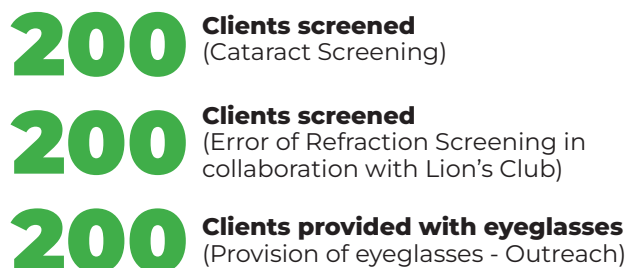 200 Clients screened
(Cataract Screening)
200 Clients screened
(Error of Refraction Screening in
collaboration with Lion's Club)
200 Clients provided with eyeglasses
(Provision of eyeglasses - Outreach)